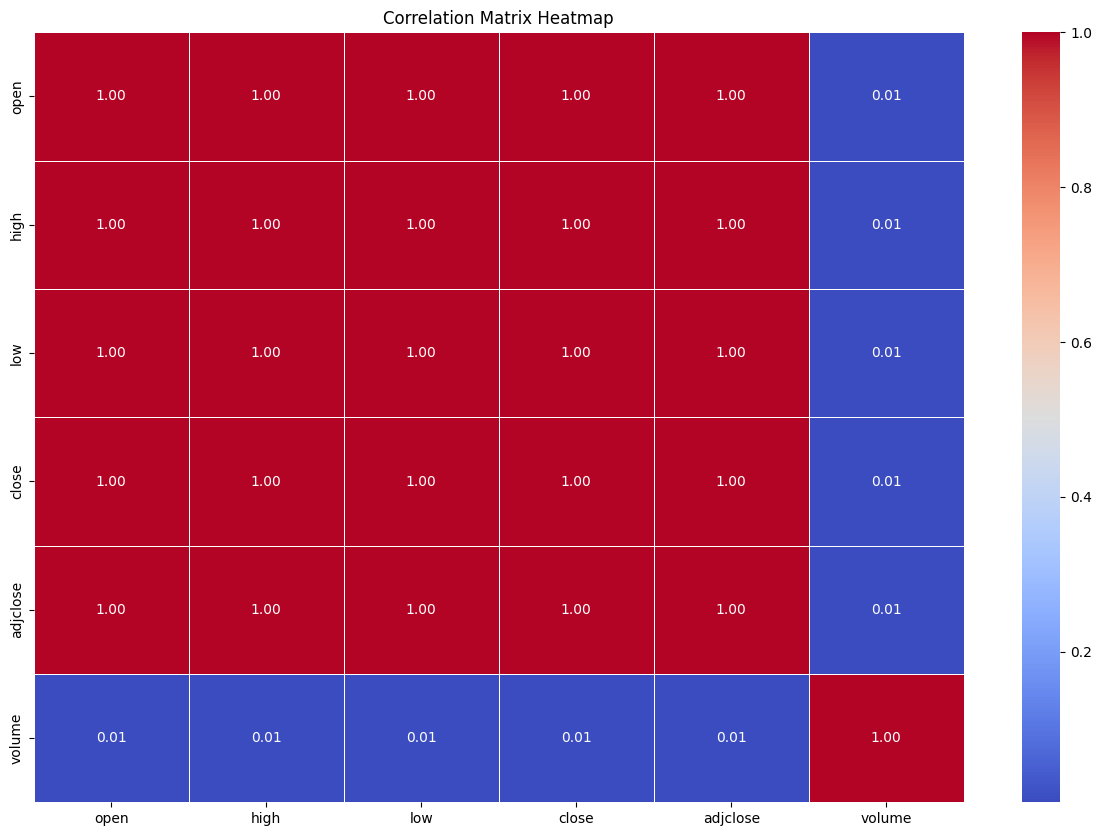 Correlation Matrix Heatmap
open 1.00 1.00 1.00 1.00 1.00 0.01
high 1.00 1.00 1.00 1.00 1.00 0.01
low 1.00 1.00 1.00 1.00 1.00 0.01
close 1.00 1.00 1.00 1.00 1.00 0.01
adjclose 1.00 1.00 1.00 1.00 1.00 0.01
volume 0.01 0.01 0.01 0.01 0.01 1.00
open high low close adjclose volume
1.0
0.8
0.6
0.4
0.2